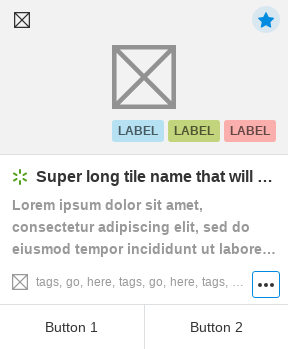 LABEL LABEL LABEL
Super long tile name that will …
Lorem ipsum dolor sit amet,
consectetur adipiscing elit, sed do
eiusmod tempor incididunt ut labore…
tags, go, here, tags, go, here, tags, …
Button 1 Button 2